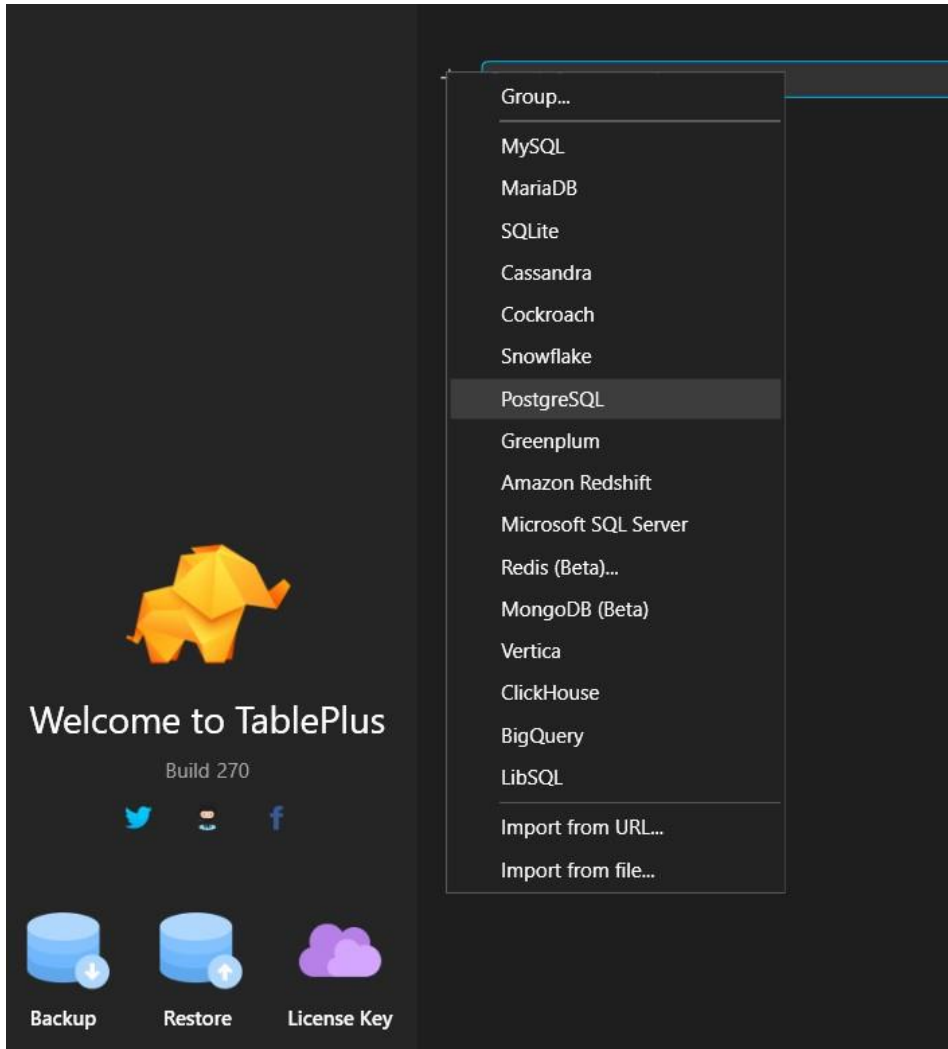 Welcome to TablePlus
Build 270
Backup
Restore
License Key
Group...
MySQL
MariaDB
SQLite
Cassandra
Cockroach
Snowflake
PostgreSQL
Greenplum
Amazon Redshift
Microsoft SQL Server
Redis (Beta)...
MongoDB (Beta)
Vertica
ClickHouse
BigQuery
LibSQL
Import from URL...
Import from file...